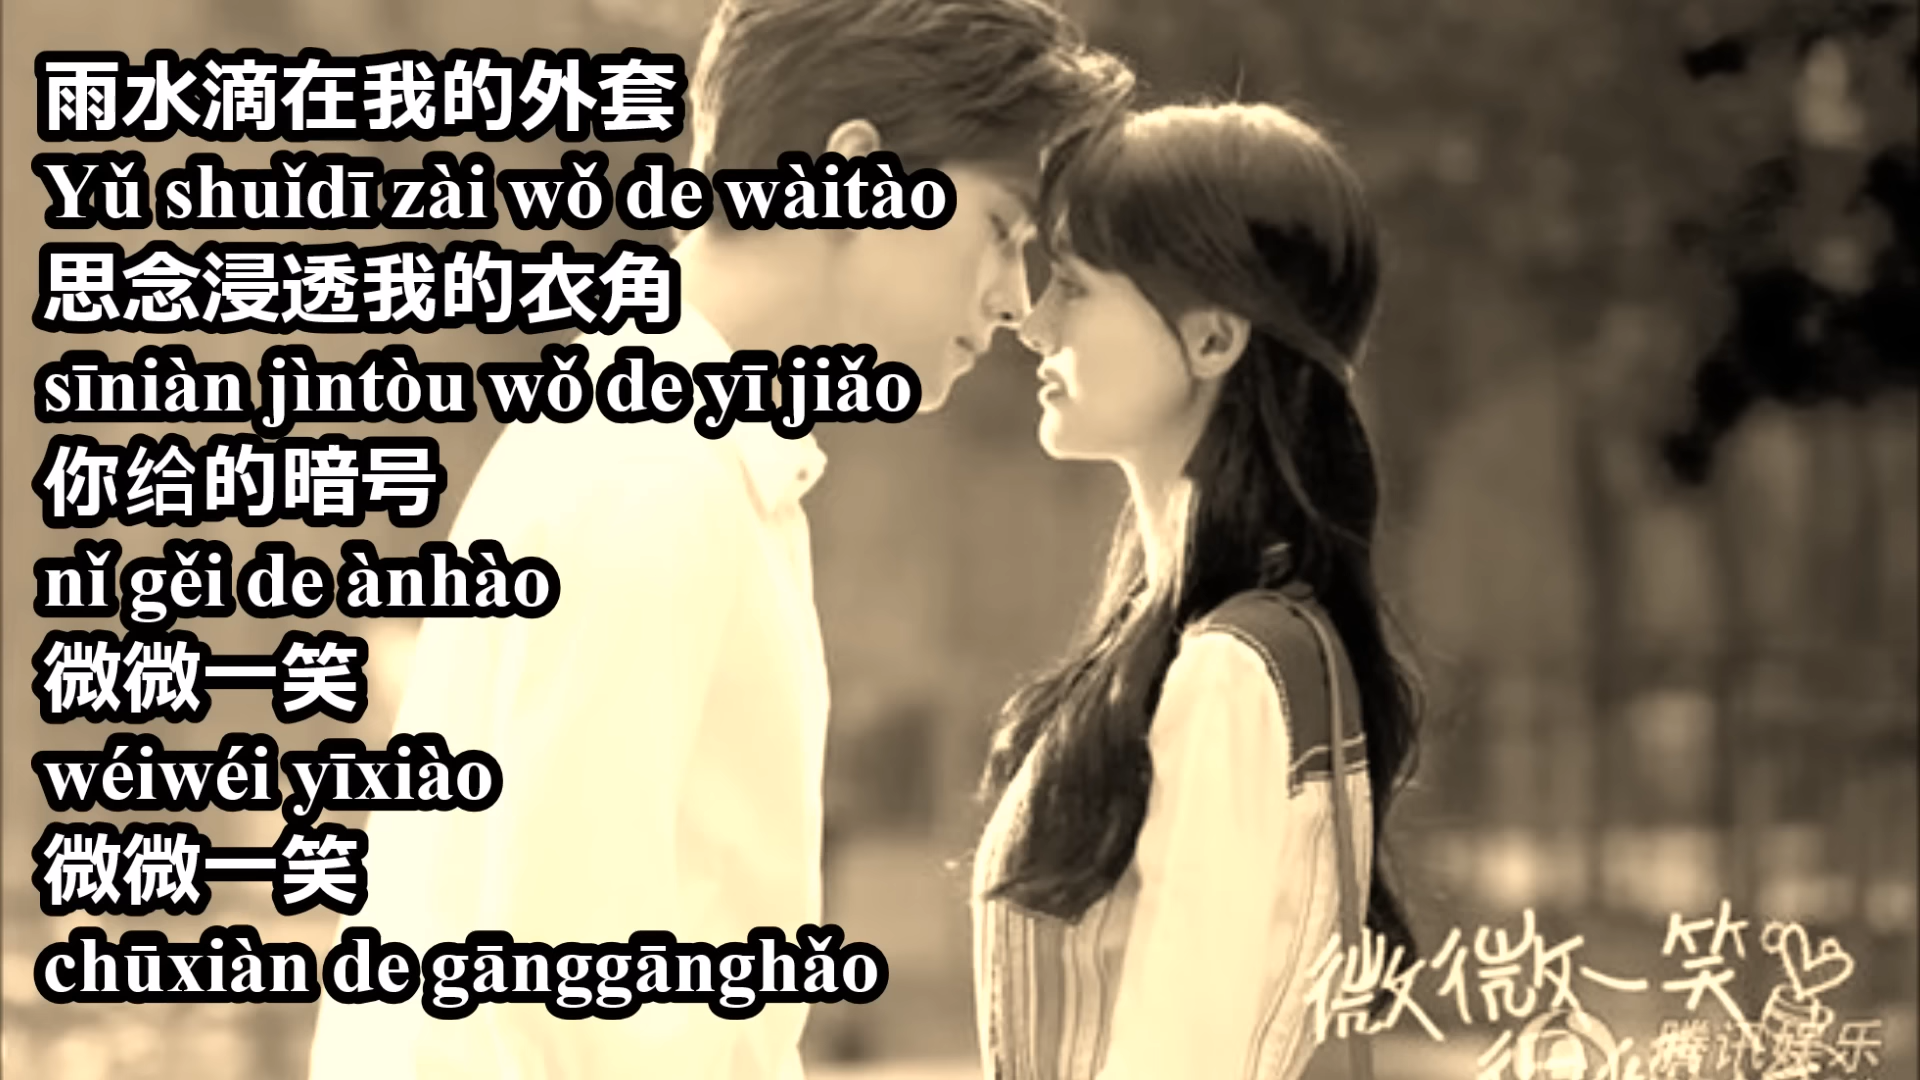 雨水滴在我的外套
Yǔ shuǐdī zài wǒ de wàitào
思念浸透我的衣角
sīniàn jìntòu wǒ de yī jiǎo
你给的暗号
nǐ gěi de ànhào
微微一笑
wéiwéi yīxiào
微微一笑
chūxiàn de gānggānghǎo
微微一笑
腾讯娱乐